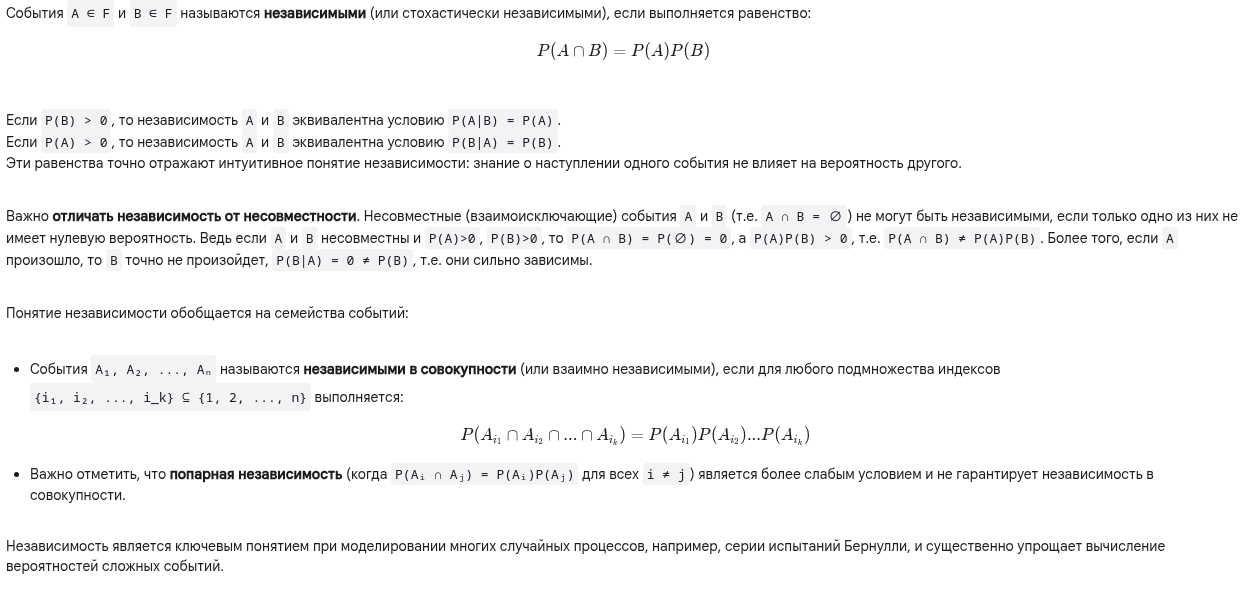 События A ∈ F и B ∈ F называются независимыми (или стохастически независимыми), если выполняется равенство:
P(A ∩ B) = P(A)P(B)
Если P(B) > 0, то независимость A и B эквивалентна условию P(A|B) = P(A).
Если P(A) > 0, то независимость A и B эквивалентна условию P(B|A) = P(B).
Эти равенства точно отражают интуитивное понятие независимости: знание о наступлении одного события не влияет на вероятность другого.
Важно отличать независимость от несовместности. Несовместные (взаимоисключающие) события A и B (т.е. A ∩ B = ∅) не могут быть независимыми, если только одно из них не
имеет нулевую вероятность. Ведь если A и B несовместны и P(A)>0, P(B)>0, то P(A ∩ B) = P(∅) = 0, а P(A)P(B) > 0, т.е. P(A ∩ B) ≠ P(A)P(B). Более того, если A
произошло, то B точно не произойдет, P(B|A) = 0 ≠ P(B), т.е. они сильно зависимы.
Понятие независимости обобщается на семейства событий:
• События A₁, A₂, ..., Aₙ называются независимыми в совокупности (или взаимно независимыми), если для любого подмножества индексов
{i₁, i₂, ..., i_k} ⊆ {1, 2, ..., n} выполняется:
P(A_{i₁} ∩ A_{i₂} ∩ ... ∩ A_{i_k}) = P(A_{i₁})P(A_{i₂})...P(A_{i_k})
• Важно отметить, что попарная независимость (когда P(Aᵢ ∩ Aⱼ) = P(Aᵢ)P(Aⱼ) для всех i ≠ j) является более слабым условием и не гарантирует независимость в
совокупности.
Независимость является ключевым понятием при моделировании многих случайных процессов, например, серии испытаний Бернулли, и существенно упрощает вычисление
вероятностей сложных событий.